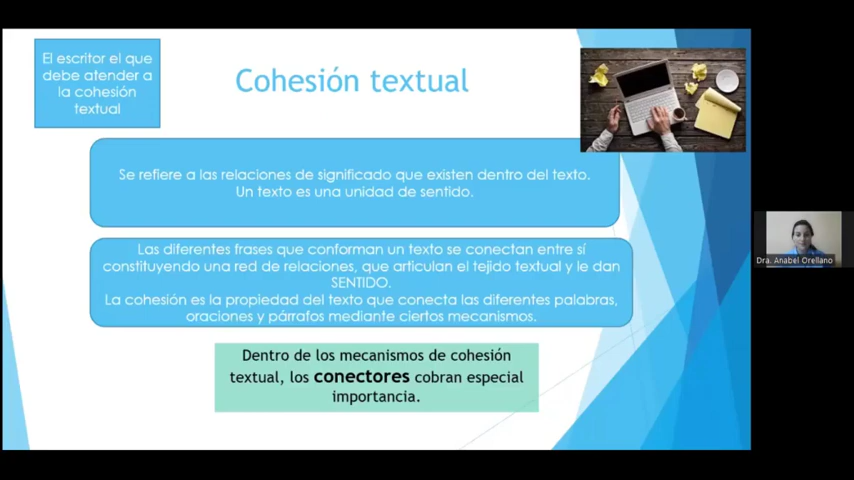 El escritor el que
debe atender a
la cohesión
textual
Cohesión textual
Se refiere a las relaciones de significado que existen dentro del texto.
Un texto es una unidad de sentido.
Las diferentes frases que conforman un texto se conectan entre sí
constituyendo una red de relaciones, que articulan el tejido textual y le dan
SENTIDO.
La cohesión es la propiedad del texto que conecta las diferentes palabras,
oraciones y párrafos mediante ciertos mecanismos.
Dentro de los mecanismos de cohesión
textual, los conectores cobran especial
importancia.
Dra. Anabel Orellano